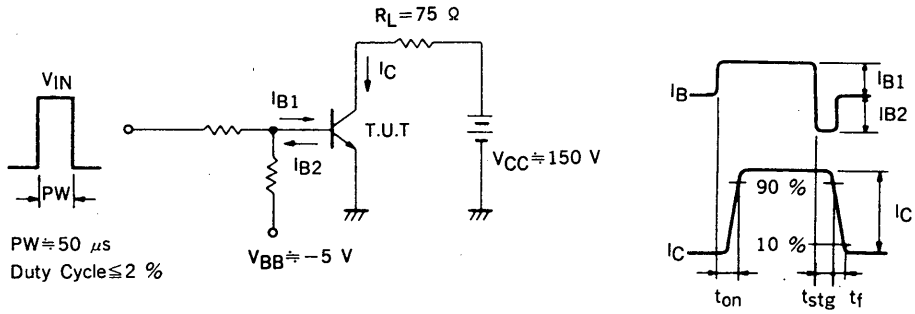 R_L=75 Ω
V_IN
I_C
I_B1
T.U.T
I_B2
V_CC≒150 V
PW
PW≒50 μs
Duty Cycle≦2 %
V_BB≒−5 V
I_B
I_B1
I_B2
90 %
10 %
I_C
I_C
t_on
t_stg
t_f